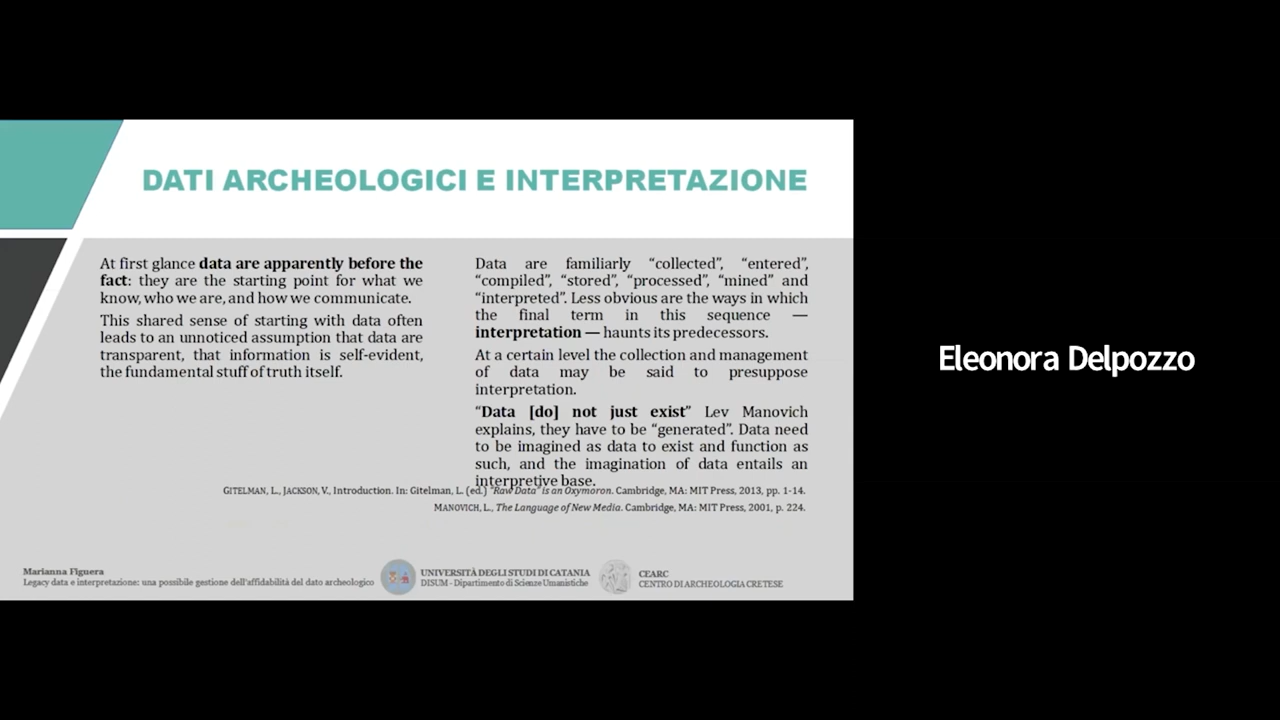 DATI ARCHEOLOGICI E INTERPRETAZIONE
At first glance data are apparently before the
fact: they are the starting point for what we
know, who we are, and how we communicate.
This shared sense of starting with data often
leads to an unnoticed assumption that data are
transparent, that information is self-evident,
the fundamental stuff of truth itself.
Data are familiarly “collected”, “entered”,
“compiled”, “stored”, “processed”, “mined” and
“interpreted”. Less obvious are the ways in which
the final term in this sequence —
interpretation — haunts its predecessors.
At a certain level the collection and management
of data may be said to presuppose
interpretation.
“Data [do] not just exist” Lev Manovich
explains, they have to be “generated”. Data need
to be imagined as data to exist and function as
such, and the imagination of data entails an
interpretive base.
GITELMAN, L., JACKSON, V., Introduction. In: Gitelman, L. (ed.) “Raw Data” is an Oxymoron. Cambridge, MA: MIT Press, 2013, pp. 1-14.
MANOVICH, L., The Language of New Media. Cambridge, MA: MIT Press, 2001, p. 224.
Marianna Figuera
Legacy data e interpretazione: una possibile gestione dell'affidabilità del dato archeologico
UNIVERSITÀ DEGLI STUDI DI CATANIA
DISUM - Dipartimento di Scienze Umanistiche
CEARC
CENTRO DI ARCHEOLOGIA CRETESE
Eleonora Delpozzo